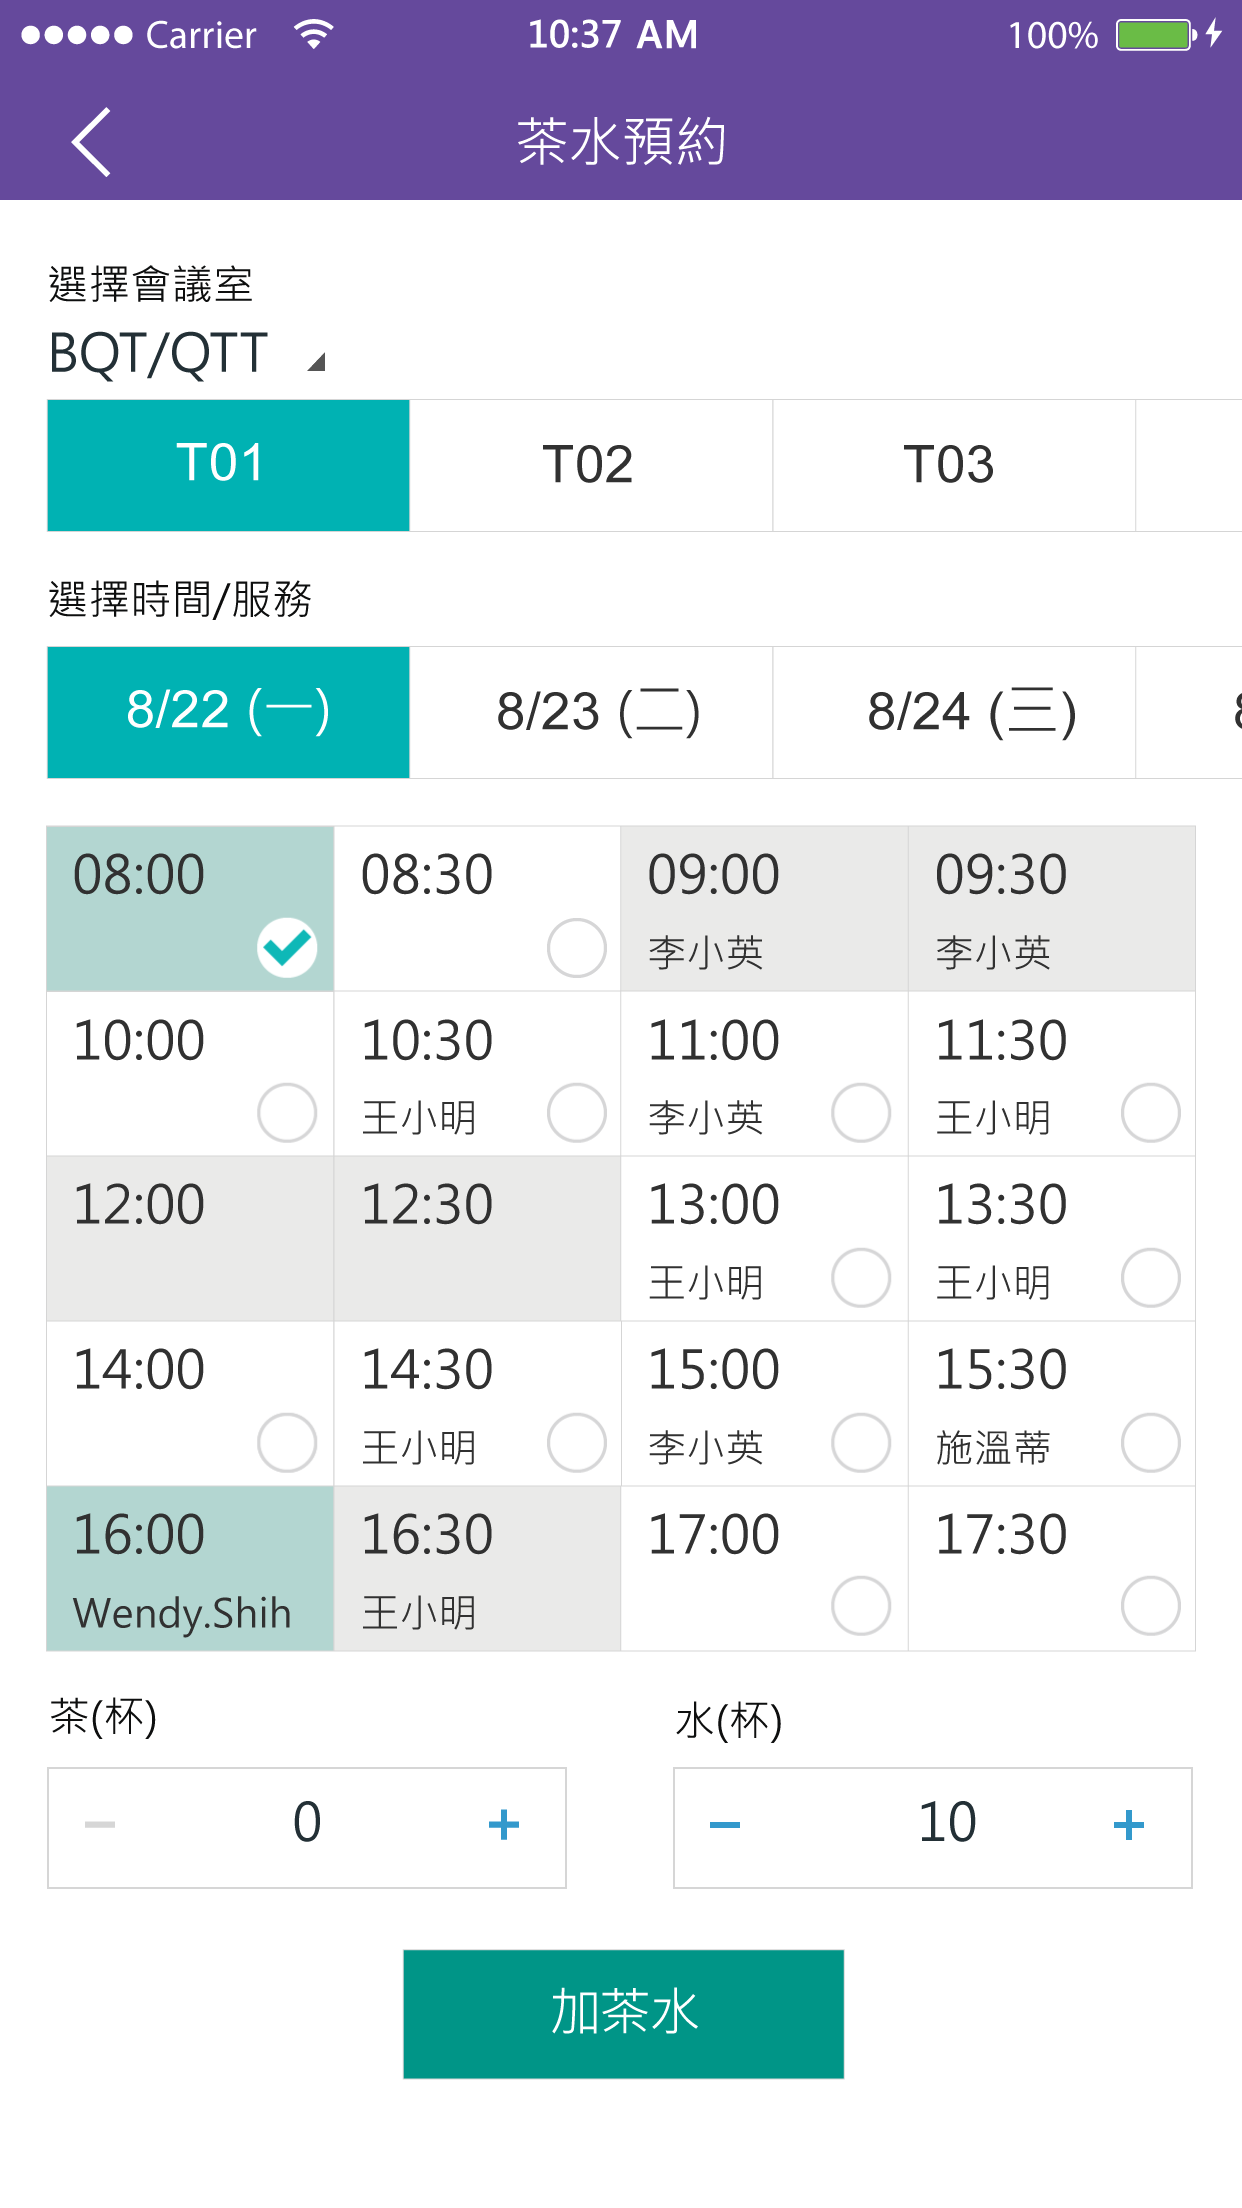 Carrier 10:37 AM 100%
茶水預約
選擇會議室
BQT/QTT
T01 T02 T03
選擇時間/服務
8/22 (一) 8/23 (二) 8/24 (三) 8
08:00 08:30 09:00 09:30
李小英 李小英
10:00 10:30 11:00 11:30
王小明 李小英 王小明
12:00 12:30 13:00 13:30
王小明 王小明
14:00 14:30 15:00 15:30
王小明 李小英 施溫蒂
16:00 16:30 17:00 17:30
Wendy.Shih 王小明
茶(杯) 水(杯)
− 0 + − 10 +
加茶水